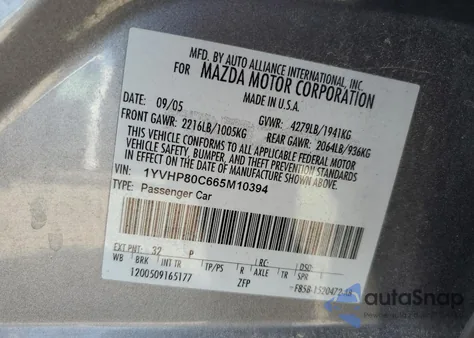 MFD. BY AUTO ALLIANCE INTERNATIONAL, INC.
FOR MAZDA MOTOR CORPORATION
MADE IN U.S.A.
DATE: 09/05 GVWR: 4279LB/1941KG
FRONT GAWR: 2216LB/1005KG REAR GAWR: 2064LB/936KG
THIS VEHICLE CONFORMS TO ALL APPLICABLE FEDERAL MOTOR
VEHICLE SAFETY, BUMPER, AND THEFT PREVENTION STANDARDS
IN EFFECT ON THE DATE OF MANUFACTURE SHOWN ABOVE.
VIN: 1YVHP80C665M10394
TYPE: Passenger Car
EXT PNT: 32 P RC:
WB BRK INT TR TP/PS R AXLE TR SPR
1200509165177 ZFP
autoSnap